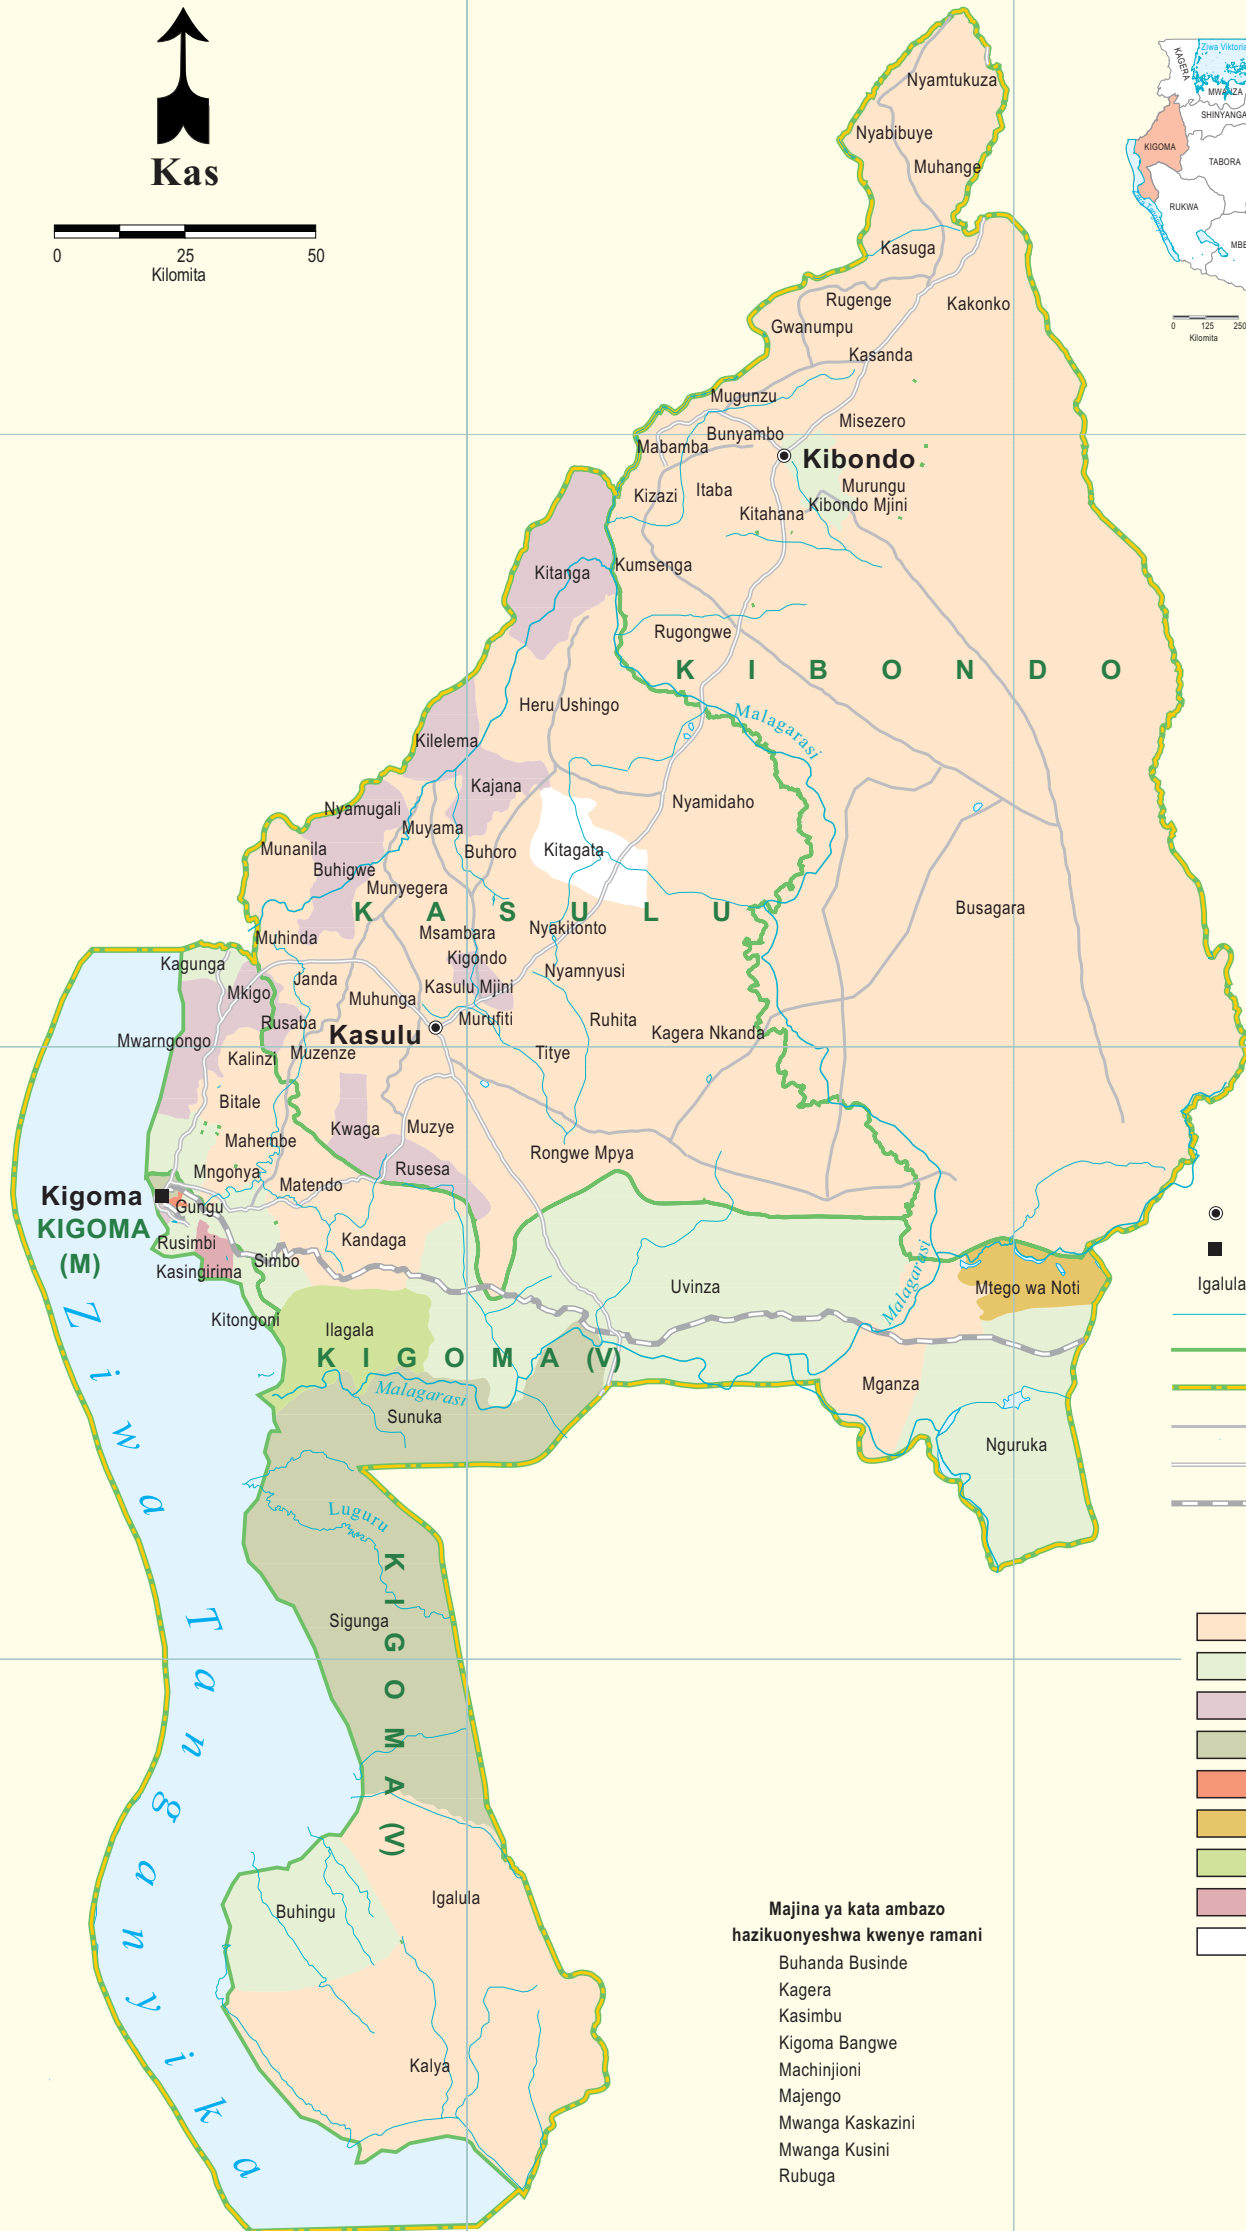 Kas
0 25 50
Kilomita
Ziwa Viktoria
KAGERA
MWANZA
SHINYANGA
KIGOMA
TABORA
RUKWA
MBE
0 125 250
Kilomita
Nyamtukuza
Nyabibuye
Muhange
Kasuga
Rugenge
Kakonko
Gwanumpu
Kasanda
Mugunzu
Misezero
Bunyambo
Mabamba
Kibondo
Kizazi
Itaba
Murungu
Kibondo Mjini
Kitahana
Kumsenga
Kitanga
Rugongwe
K I B O N D O
Heru Ushingo
Malagarasi
Kilelema
Kajana
Nyamidaho
Nyamugali
Muyama
Munanila
Buhoro
Kitagata
Buhigwe
Munyegera
K A S U L U
Busagara
Msambara
Nyakitonto
Muhinda
Kigondo
Kagunga
Nyamnyusi
Janda
Kasulu Mjini
Mkigo
Muhunga
Rusaba
Murufiti
Ruhita
Kasulu
Kagera Nkanda
Mwarngongo
Kalinzi
Muzenze
Titye
Bitale
Kwaga
Muzye
Mahembe
Rongwe Mpya
Mngonya
Rusesa
Matendo
Kigoma
Gungu
KIGOMA
(M)
Rusimbi
Kandaga
Kasingirima
Simbo
Uvinza
Malagarasi
Mtego wa Noti
Igalula
Kitongoni
Ilagala
K I G O M A (V)
Malagarasi
Mganza
Sunuka
Nguruka
Luguru
Sigunga
K I G O M A (V)
Ziwa Tanganyika
Igalula
Buhingu
Kalya
Majina ya kata ambazo
hazikuonyeshwa kwenye ramani
Buhanda Businde
Kagera
Kasimbu
Kigoma Bangwe
Machinjioni
Majengo
Mwanga Kaskazini
Mwanga Kusini
Rubuga